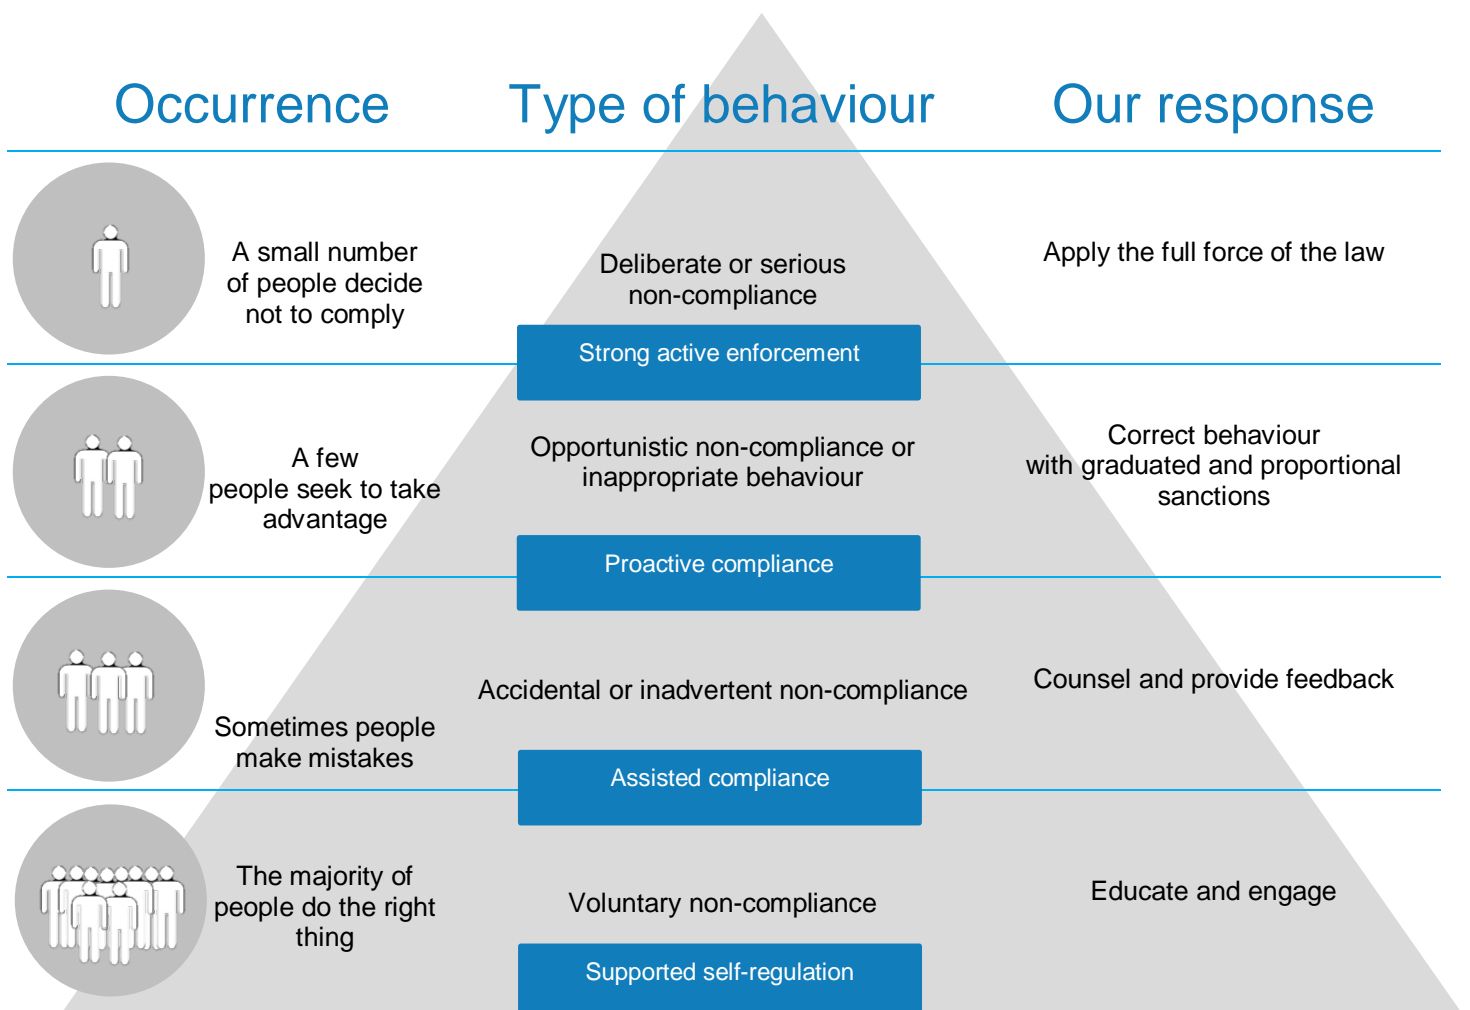 Occurrence
Type of behaviour
Our response
A small number
of people decide
not to comply
Deliberate or serious
non-compliance
Apply the full force of the law
Strong active enforcement
A few
people seek to take
advantage
Opportunistic non-compliance or
inappropriate behaviour
Correct behaviour
with graduated and proportional
sanctions
Proactive compliance
Sometimes people
make mistakes
Accidental or inadvertent non-compliance
Counsel and provide feedback
Assisted compliance
The majority of
people do the right
thing
Voluntary non-compliance
Educate and engage
Supported self-regulation